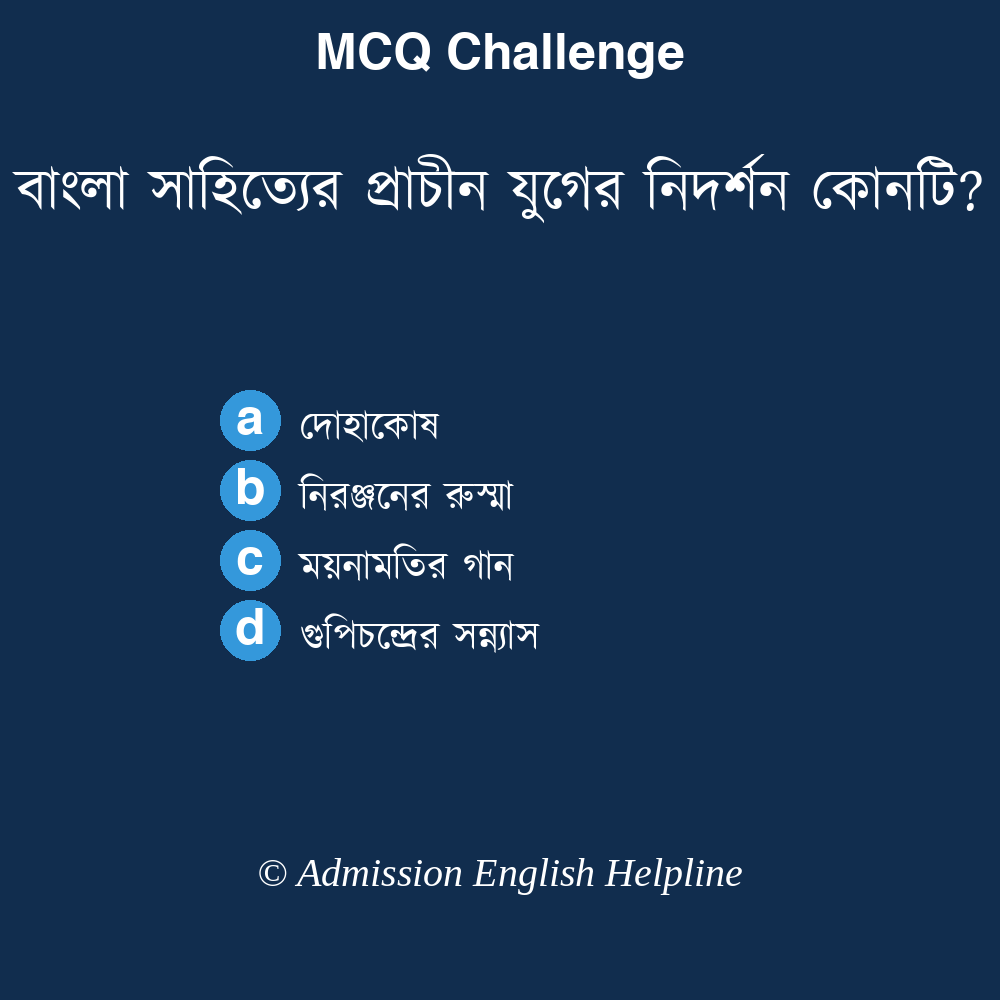 MCQ Challenge
বাংলা সাহিত্যের প্রাচীন যুগের নিদর্শন কোনটি?
a দোহাকোষ
b নিরঞ্জনের রুস্মা
c ময়নামতির গান
d গুপিচন্দ্রের সন্ন্যাস
© Admission English Helpline